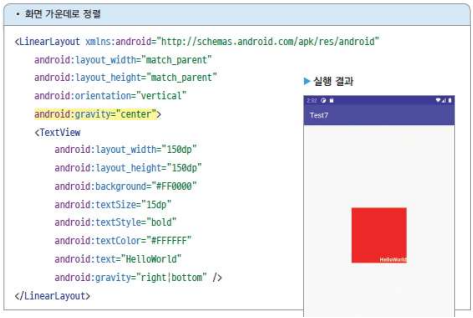 • 화면 가운데로 정렬
<LinearLayout xmlns:android="http://schemas.android.com/apk/res/android"
android:layout_width="match_parent"
android:layout_height="match_parent"
android:orientation="vertical"
android:gravity="center">
<TextView
android:layout_width="150dp"
android:layout_height="150dp"
android:background="#FF0000"
android:textSize="15dp"
android:textStyle="bold"
android:textColor="#FFFFFF"
android:text="HelloWorld"
android:gravity="right|bottom" />
</LinearLayout>
▶ 실행 결과
Test7
HelloWorld